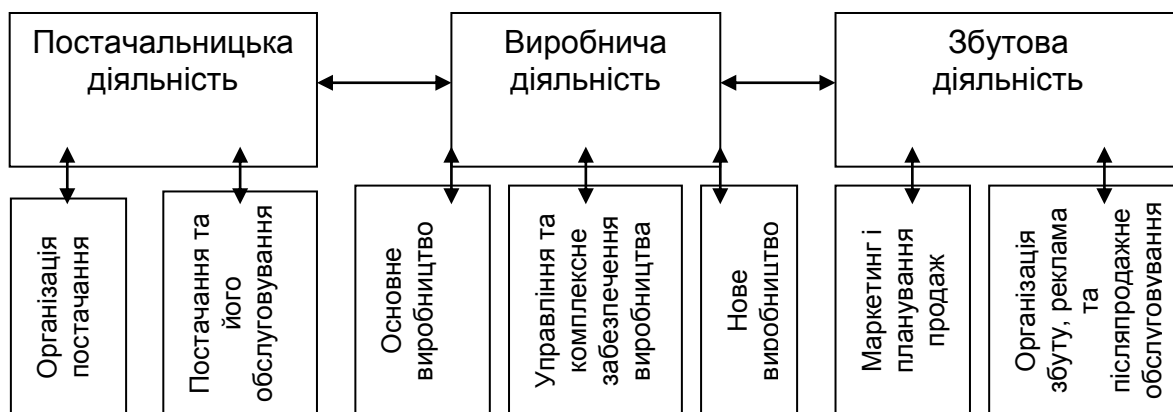 Постачальницька
діяльність
Виробнича
діяльність
Збутова
діяльність
Організація
постачання
Постачання та
його
обслуговування
Основне
виробництво
Управління та
комплексне
забезпечення
виробництва
Нове
виробництво
Маркетинг і
планування
продаж
Організація
збуту, реклама
та
післяпродажне
обслуговування